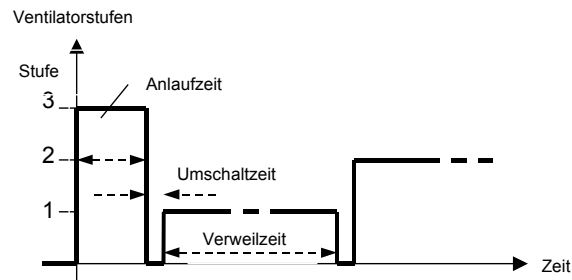 Ventilatorstufen
Stufe
Anlaufzeit
3
2
Umschaltzeit
1
Verweilzeit
Zeit